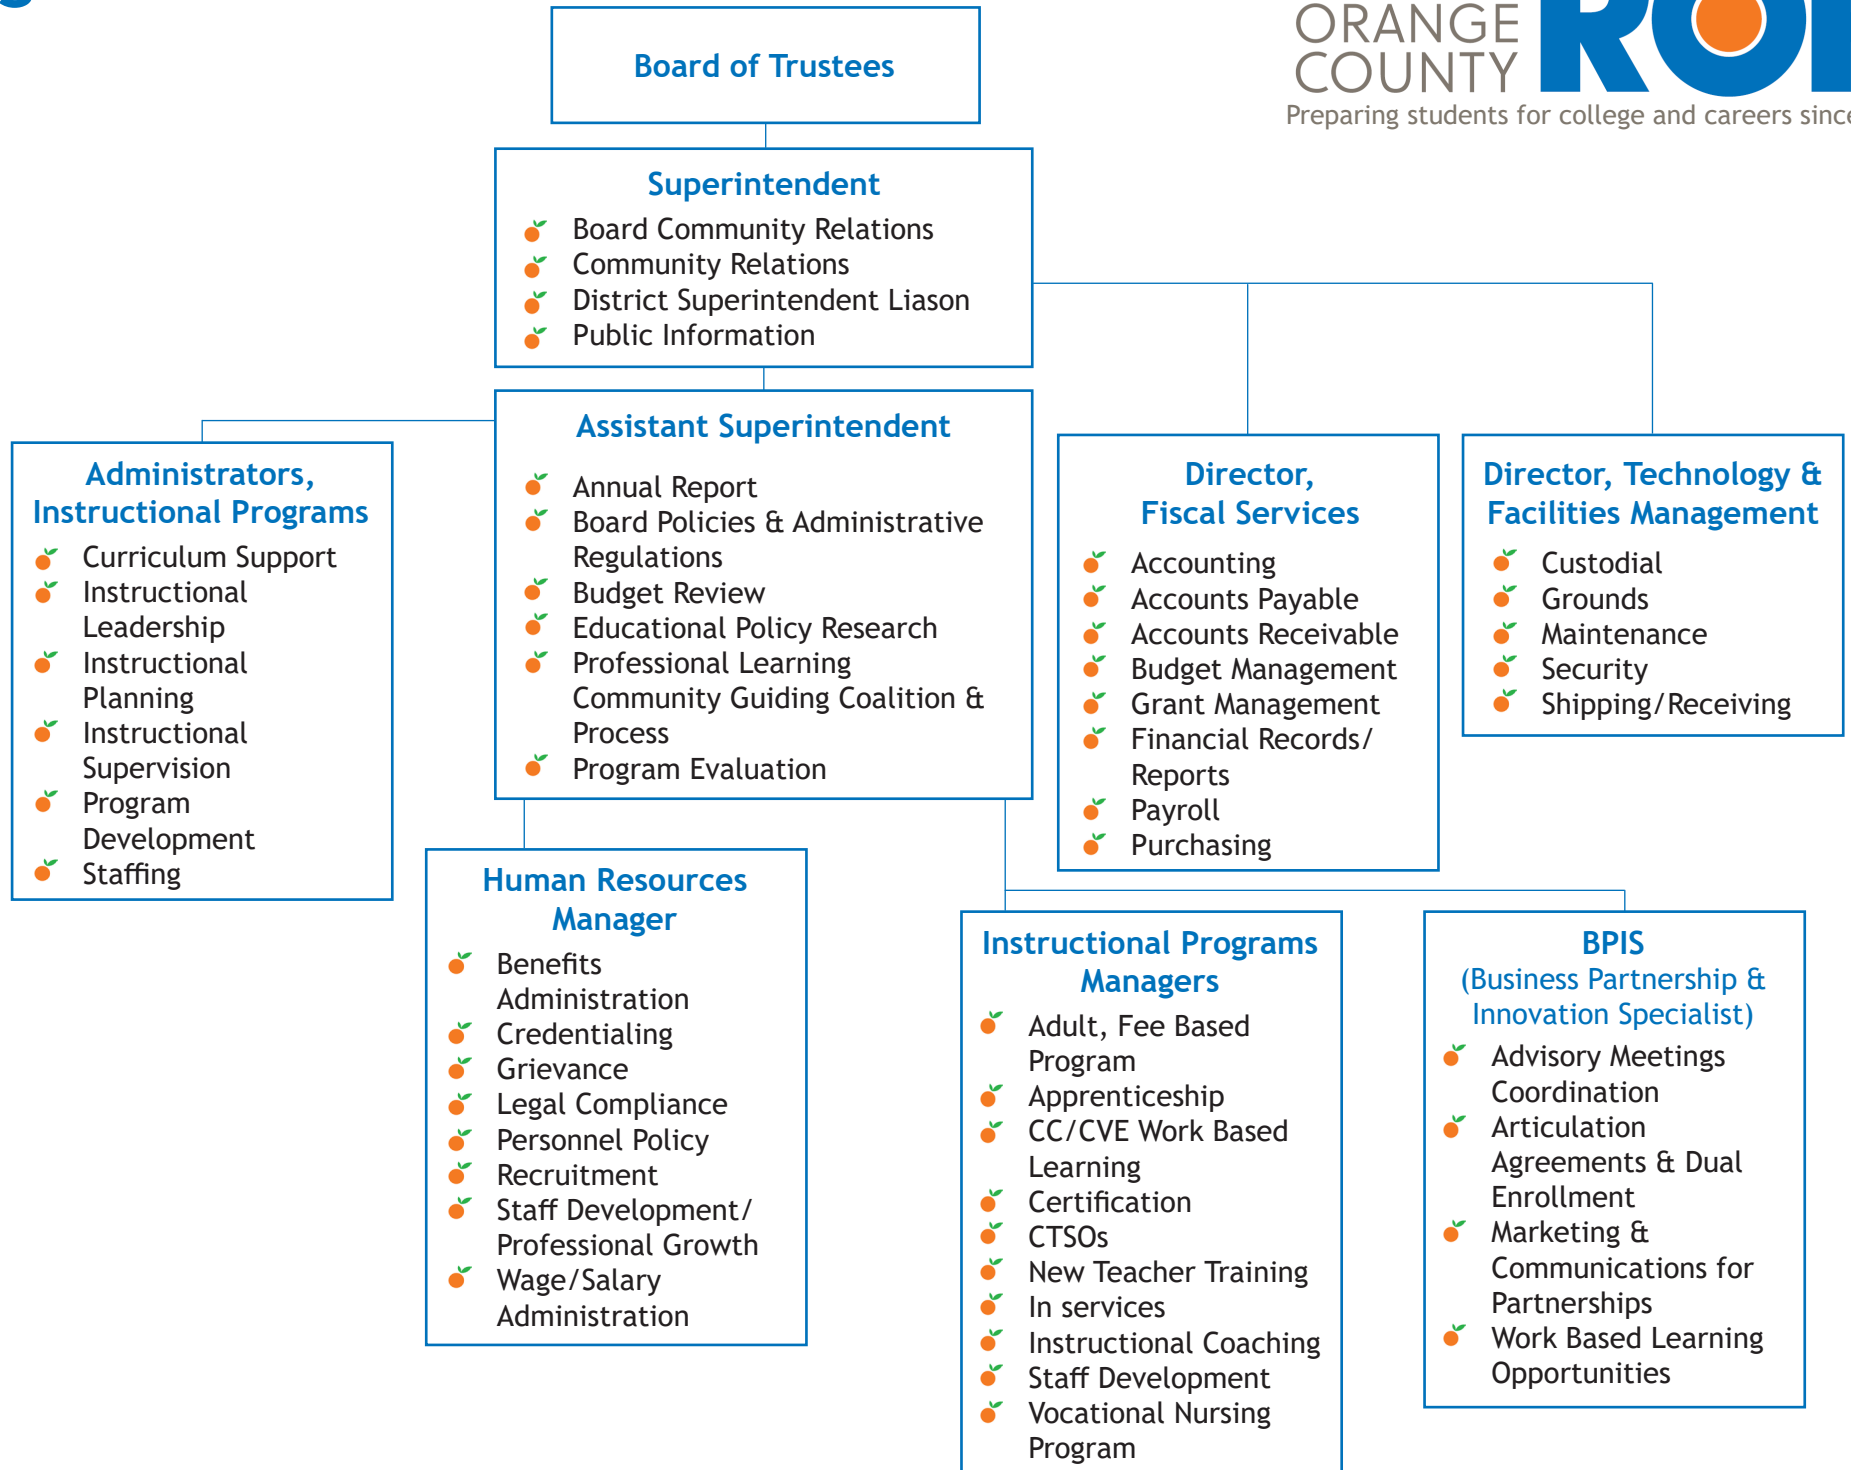 ORANGE
COUNTY
Preparing students for college and careers since
Board of Trustees
Superintendent
Board Community Relations
Community Relations
District Superintendent Liason
Public Information
Assistant Superintendent
Annual Report
Board Policies & Administrative
Regulations
Budget Review
Educational Policy Research
Professional Learning
Community Guiding Coalition &
Process
Program Evaluation
Administrators,
Instructional Programs
Curriculum Support
Instructional
Leadership
Instructional
Planning
Instructional
Supervision
Program
Development
Staffing
Director,
Fiscal Services
Accounting
Accounts Payable
Accounts Receivable
Budget Management
Grant Management
Financial Records/
Reports
Payroll
Purchasing
Director, Technology &
Facilities Management
Custodial
Grounds
Maintenance
Security
Shipping/Receiving
Human Resources
Manager
Benefits
Administration
Credentialing
Grievance
Legal Compliance
Personnel Policy
Recruitment
Staff Development/
Professional Growth
Wage/Salary
Administration
Instructional Programs
Managers
Adult, Fee Based
Program
Apprenticeship
CC/CVE Work Based
Learning
Certification
CTSOs
New Teacher Training
In services
Instructional Coaching
Staff Development
Vocational Nursing
Program
BPIS
(Business Partnership &
Innovation Specialist)
Advisory Meetings
Coordination
Articulation
Agreements & Dual
Enrollment
Marketing &
Communications for
Partnerships
Work Based Learning
Opportunities